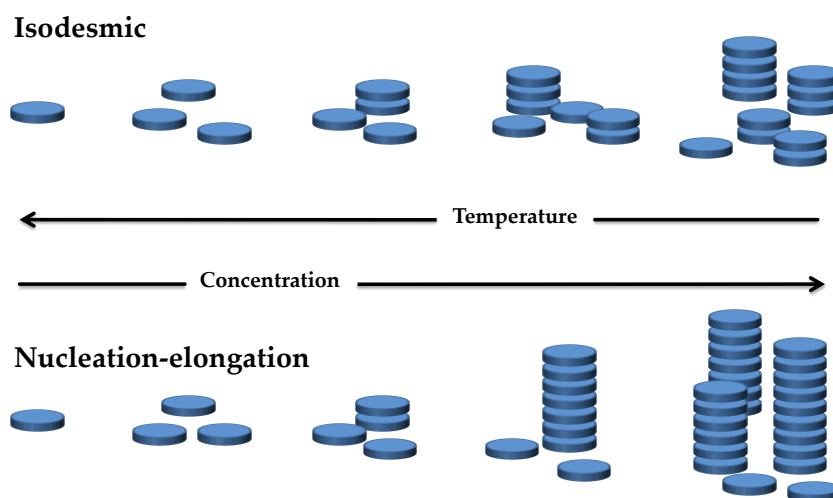 Isodesmic
Temperature
Concentration
Nucleation-elongation